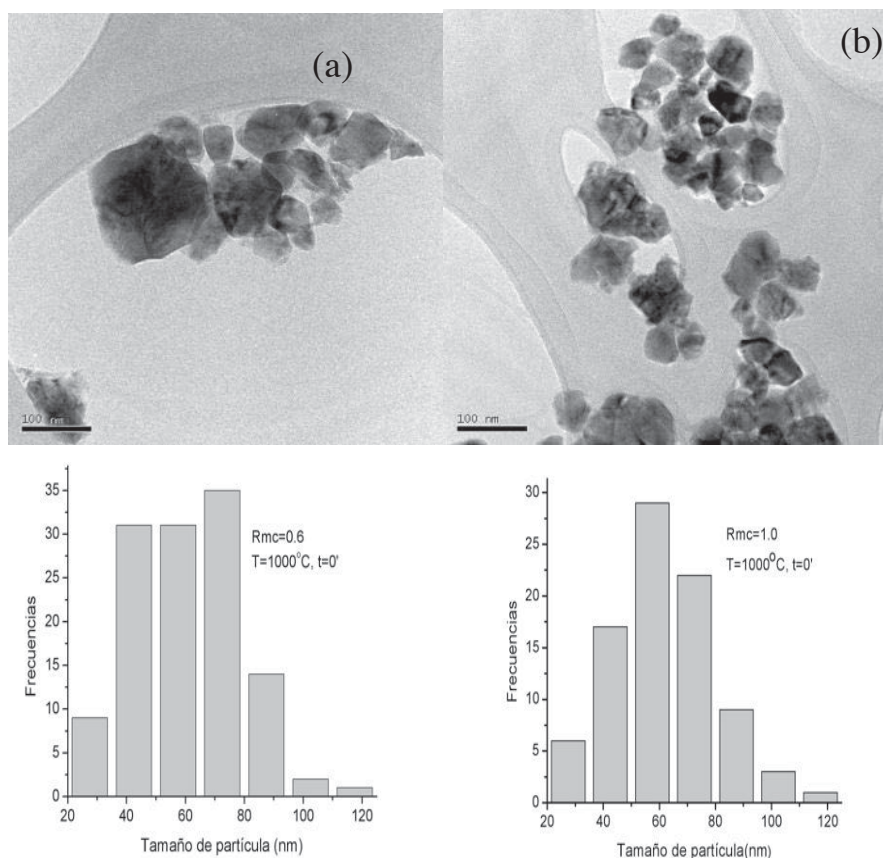 (a)
(b)
100 nm
100 nm
Rmc=0.6
T=1000°C, t=0'
Frecuencias
35
30
25
20
15
10
5
0
20 40 60 80 100 120
Tamaño de partícula (nm)
Rmc=1.0
T=1000°C, t=0'
Frecuencias
30
25
20
15
10
5
0
20 40 60 80 100 120
Tamaño de partícula(nm)